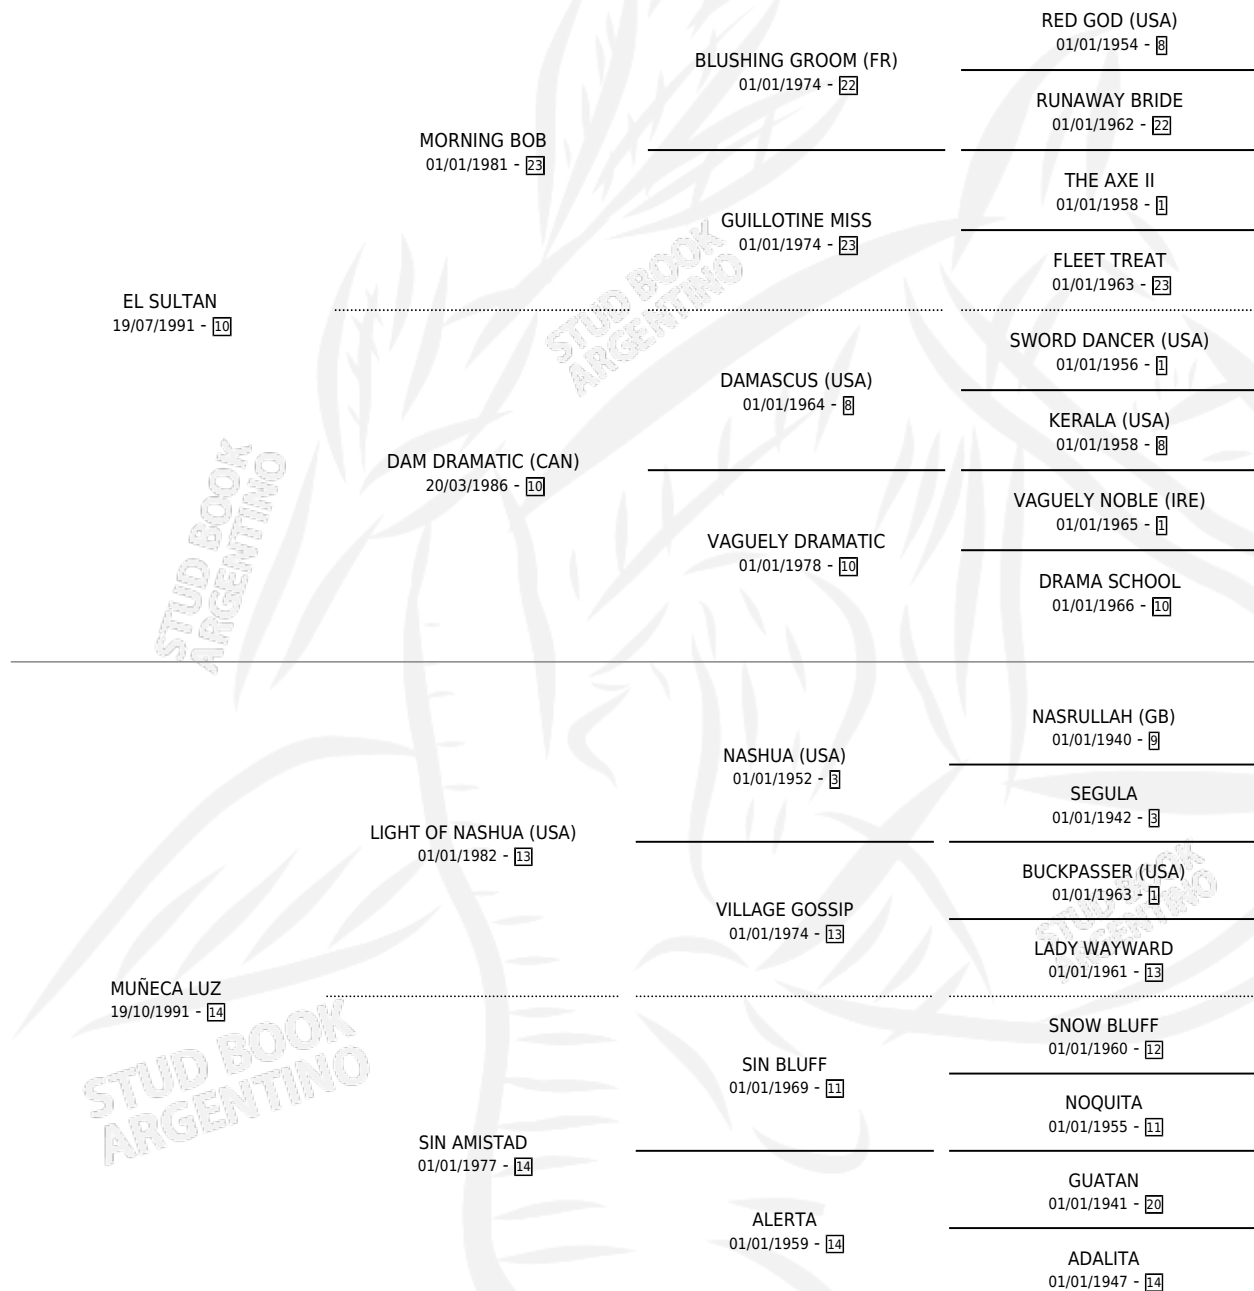 RED GOD (USA)
01/01/1954 - 8
BLUSHING GROOM (FR)
01/01/1974 - 22
RUNAWAY BRIDE
01/01/1962 - 22
MORNING BOB
01/01/1981 - 23
THE AXE II
01/01/1958 - 1
GUILLOTINE MISS
01/01/1974 - 23
FLEET TREAT
01/01/1963 - 23
EL SULTAN
19/07/1991 - 10
STUD BOOK
ARGENTINO
SWORD DANCER (USA)
01/01/1956 - 1
DAMASCUS (USA)
01/01/1964 - 8
KERALA (USA)
01/01/1958 - 8
DAM DRAMATIC (CAN)
20/03/1986 - 10
VAGUELY NOBLE (IRE)
01/01/1965 - 1
VAGUELY DRAMATIC
01/01/1978 - 10
DRAMA SCHOOL
01/01/1966 - 10
STUD BOOK
ARGENTINO
NASRULLAH (GB)
01/01/1940 - 9
NASHUA (USA)
01/01/1952 - 3
SEGULA
01/01/1942 - 3
LIGHT OF NASHUA (USA)
01/01/1982 - 13
BUCKPASSER (USA)
01/01/1963 - 1
VILLAGE GOSSIP
01/01/1974 - 13
STUD BOOK
ARGENTINO
LADY WAYWARD
01/01/1961 - 13
MUÑECA LUZ
19/10/1991 - 14
STUD BOOK
ARGENTINO
SNOW BLUFF
01/01/1960 - 12
SIN BLUFF
01/01/1969 - 11
NOQUITA
01/01/1955 - 11
SIN AMISTAD
01/01/1977 - 14
GUATAN
01/01/1941 - 20
ALERTA
01/01/1959 - 14
ADALITA
01/01/1947 - 14